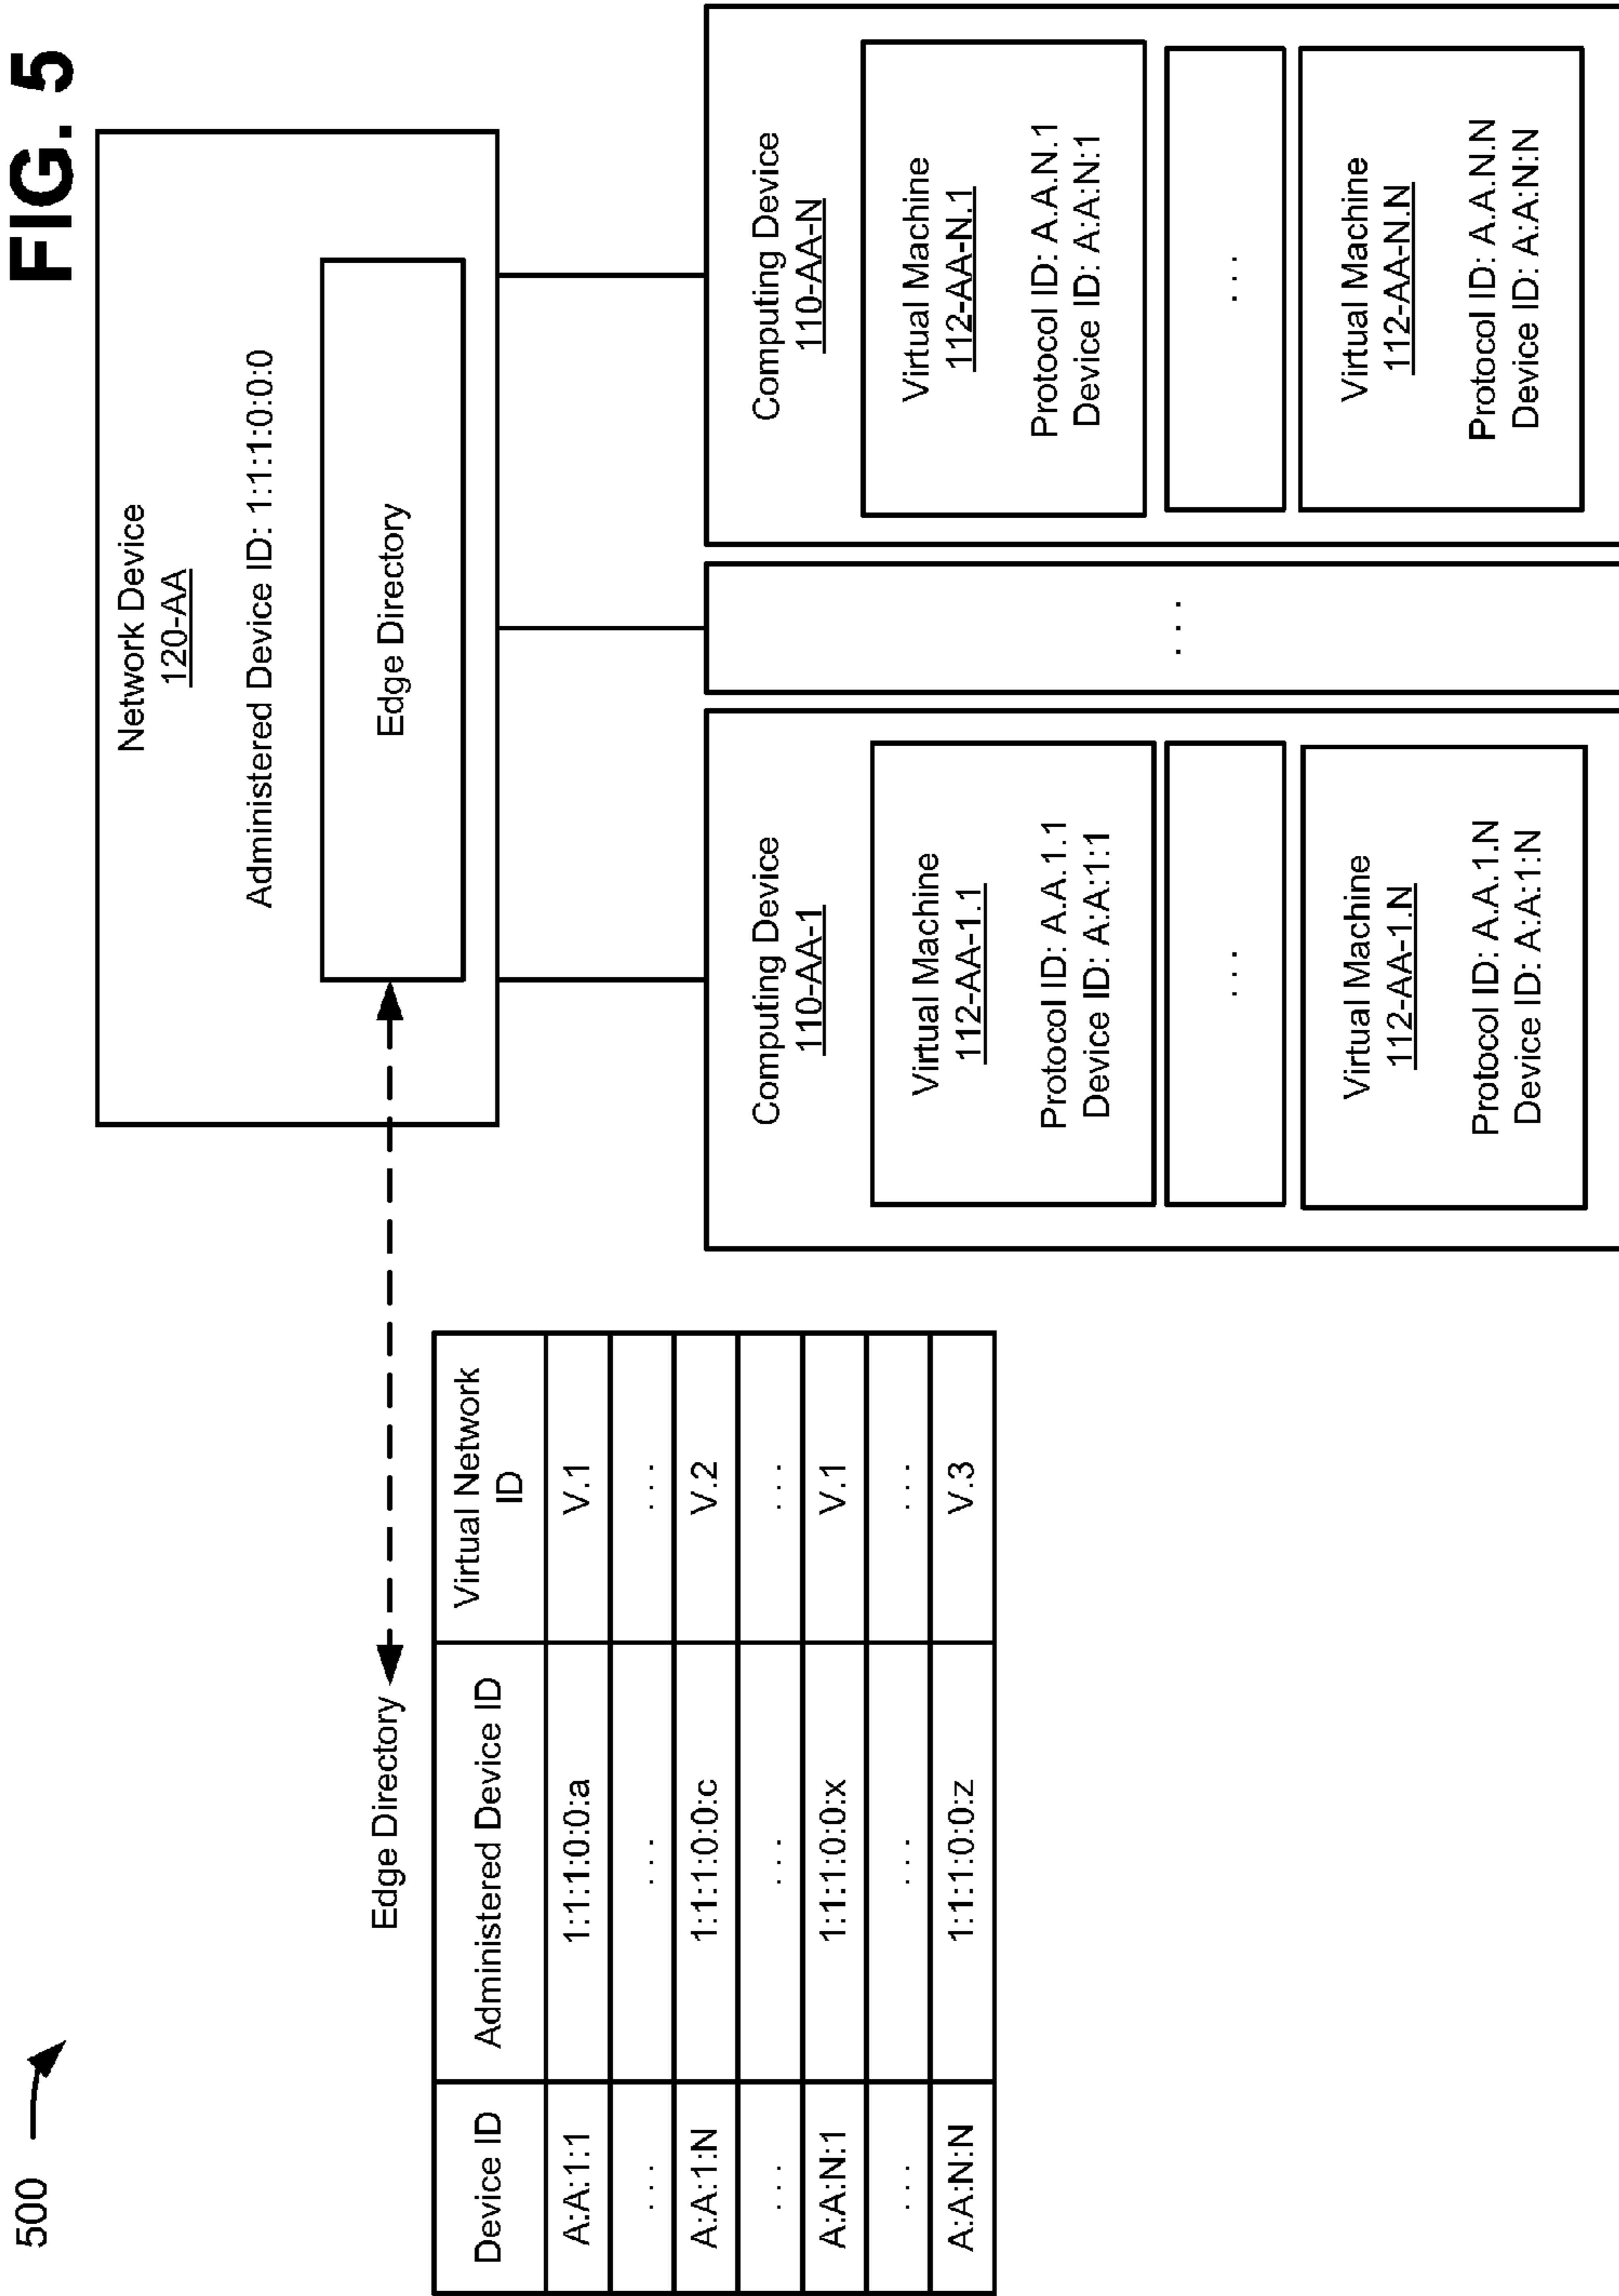 FIG. 5
500
Network Device
120-AA
Administered Device ID: 1:1:1:0:0:0
Edge Directory
Edge Directory
Device ID Administered Device ID Virtual Network
ID
A:A:1:1 1:1:1:0:0:a V.1
... ... ...
A:A:1:N 1:1:1:0:0:c V.2
... ... ...
A:A:N:1 1:1:1:0:0:x V.1
... ... ...
A:A:N:N 1:1:1:0:0:z V.3
Computing Device
110-AA-1
Virtual Machine
112-AA-1.1
Protocol ID: A.A.1.1
Device ID: A:A:1:1
...
Virtual Machine
112-AA-1.N
Protocol ID: A.A.1.N
Device ID: A:A:1:N
...
Computing Device
110-AA-N
Virtual Machine
112-AA-N.1
Protocol ID: A.A.N.1
Device ID: A:A:N:1
...
Virtual Machine
112-AA-N.N
Protocol ID: A.A.N.N
Device ID: A:A:N:N